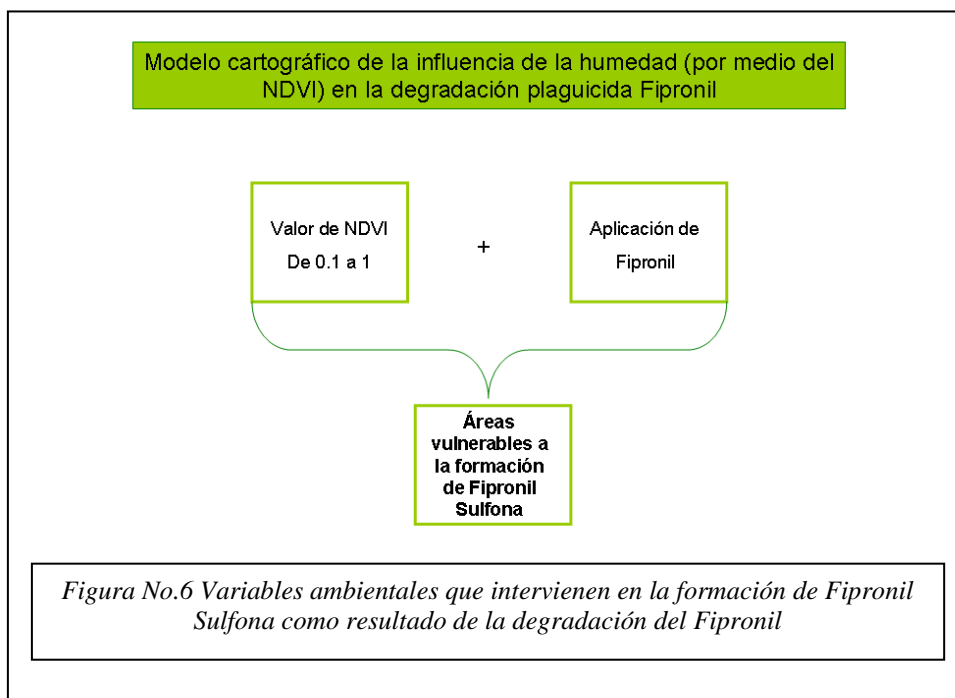 Modelo cartográfico de la influencia de la humedad (por medio del
NDVI) en la degradación plaguicida Fipronil
Valor de NDVI
De 0.1 a 1
+
Aplicación de
Fipronil
Áreas
vulnerables a
la formación
de Fipronil
Sulfona
Figura No.6 Variables ambientales que intervienen en la formación de Fipronil
Sulfona como resultado de la degradación del Fipronil